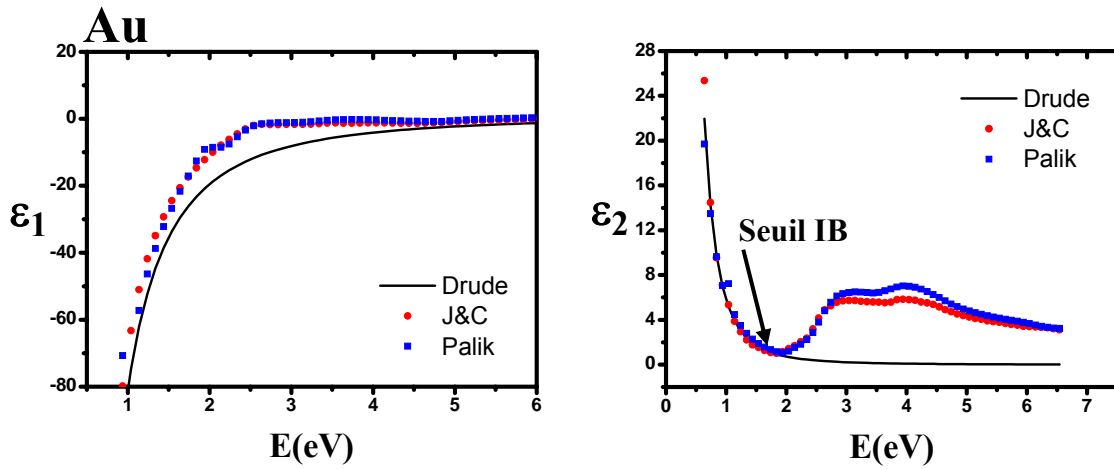 Au
20
0
-20
-40
-60
-80
ε1
Drude
J&C
Palik
1 2 3 4 5 6
E(eV)
28
24
20
16
12
8
4
0
ε2
Drude
J&C
Palik
Seuil IB
0 1 2 3 4 5 6 7
E(eV)